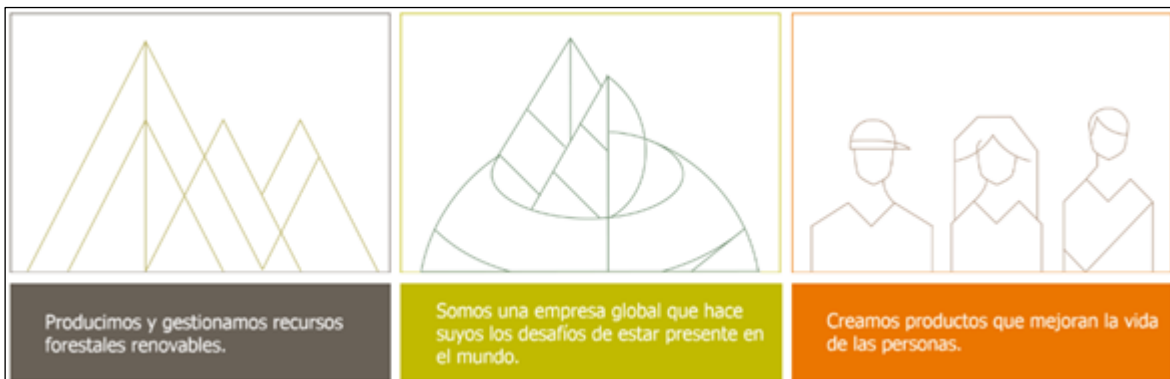 Producimos y gestionamos recursos
forestales renovables.
Somos una empresa global que hace
suyos los desafíos de estar presente en
el mundo.
Creamos productos que mejoran la vida
de las personas.